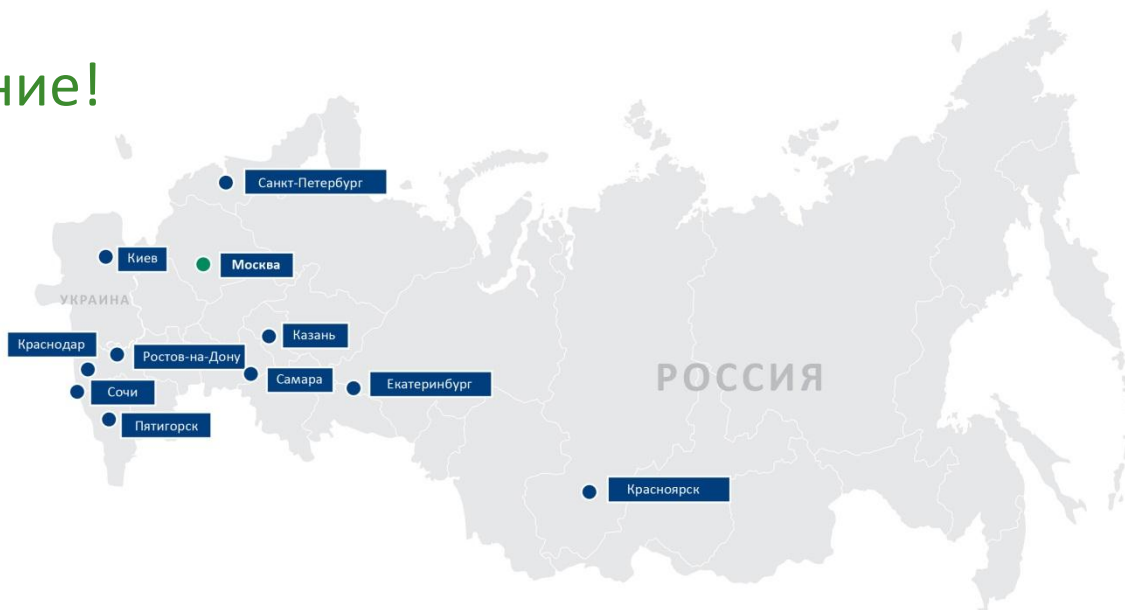 ние!
Санкт-Петербург
Киев
Москва
УКРАИНА
Казань
Краснодар
Ростов-на-Дону
Самара
Екатеринбург
РОССИЯ
Сочи
Пятигорск
Красноярск